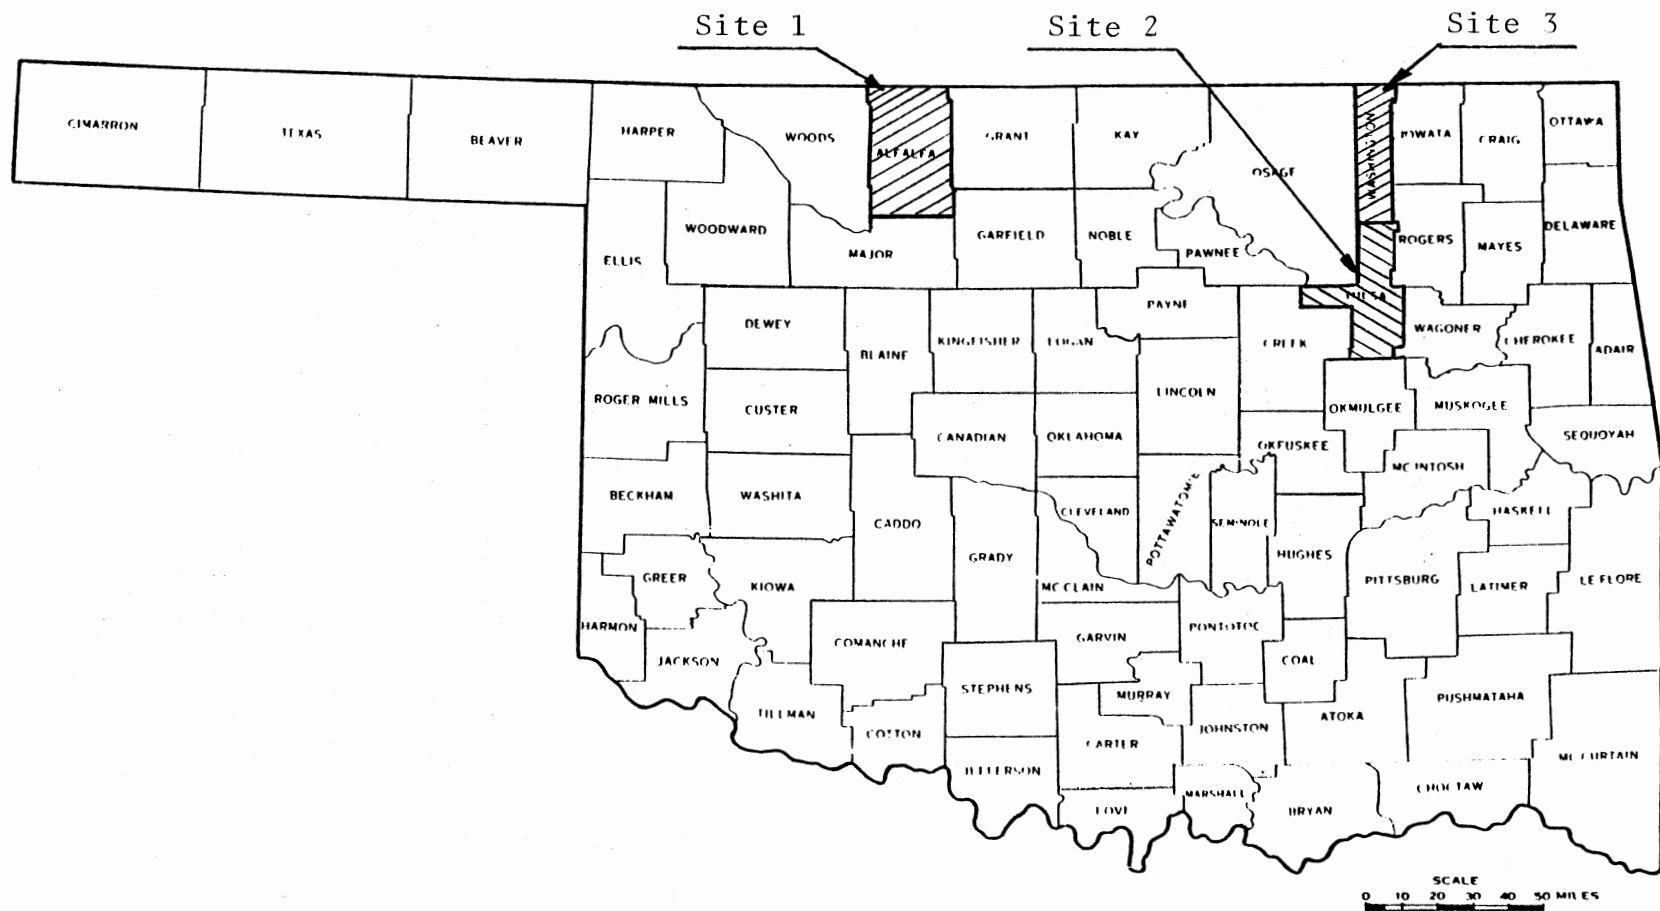 Site 1
Site 2
Site 3
CIMARRON
TEXAS
BEAVER
HARPER
WOODS
ALFALFA
GRANT
KAY
OSAGE
WASHINGTON
CRAIG
OTTAWA
WOODWARD
ELLIS
MAJOR
GARFIELD
NOBLE
PAWNEE
ROGERS
MAYES
DELAWARE
TULSA
PAYNE
DEWEY
BLAINE
KINGFISHER
LOGAN
CREEK
WAGONER
CHEROKEE
ADAIR
ROGER MILLS
CUSTER
LINCOLN
CANADIAN
OKLAHOMA
OKMULGEE
MUSKOGEE
OKFUSKEE
SEQUOYAH
MC INTOSH
BECKHAM
WASHITA
CADDO
CLEVELAND
POTTAWATOMIE
SEMINOLE
HASKELL
GRADY
HUGHES
GREER
KIOWA
MC CLAIN
PITTSBURG
LATIMER
LE FLORE
HARMON
JACKSON
COMANCHE
GARVIN
PONTOTOC
COAL
STEPHENS
MURRAY
PUSHMATAHA
TILLMAN
COTTON
CARTER
JOHNSTON
ATOKA
JEFFERSON
MC CURTAIN
LOVE
MARSHALL
BRYAN
CHOCTAW
SCALE
0 10 20 30 40 50 MILES